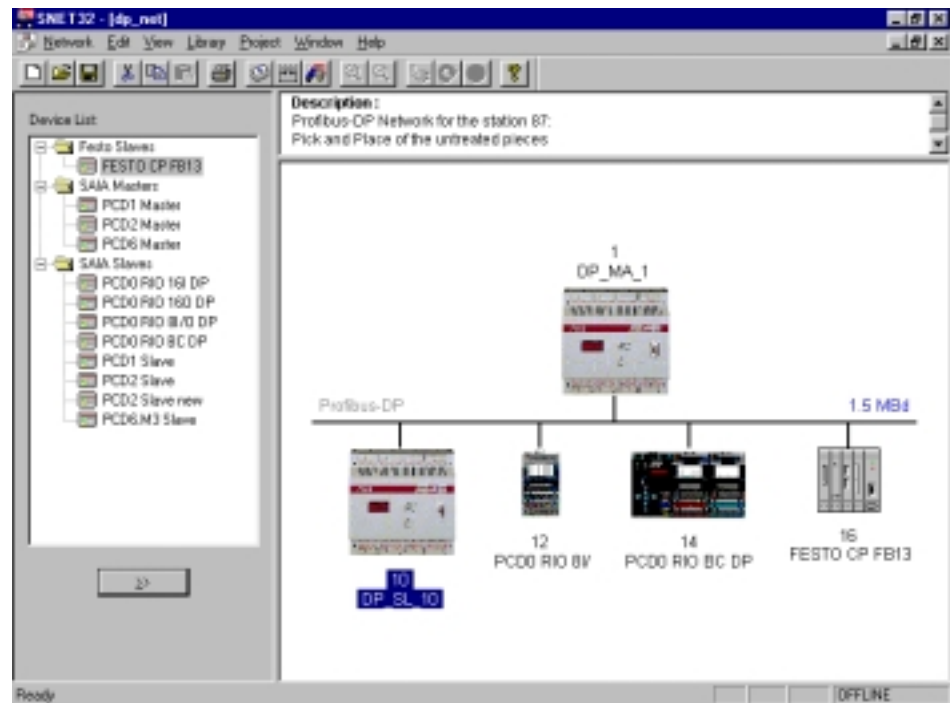 SNET32 - [dp_net]
Network Edit View Library Project Window Help
Device List:
Festo Slaves
FESTO CP FB13
SAIA Masters
PCD1 Master
PCD2 Master
PCD6 Master
SAIA Slaves
PCD0 RIO 16I DP
PCD0 RIO 16O DP
PCD0 RIO 8I/O DP
PCD0 RIO BC DP
PCD1 Slave
PCD2 Slave
PCD2 Slave new
PCD6.M3 Slave
>>
Description :
Profibus-DP Network for the station 87:
Pick and Place of the untreated pieces
1
DP_MA_1
Profibus-DP
1.5 MBd
10
DP_SL_10
12
PCD0 RIO 8I/
14
PCD0 RIO BC DP
16
FESTO CP FB13
Ready
OFFLINE